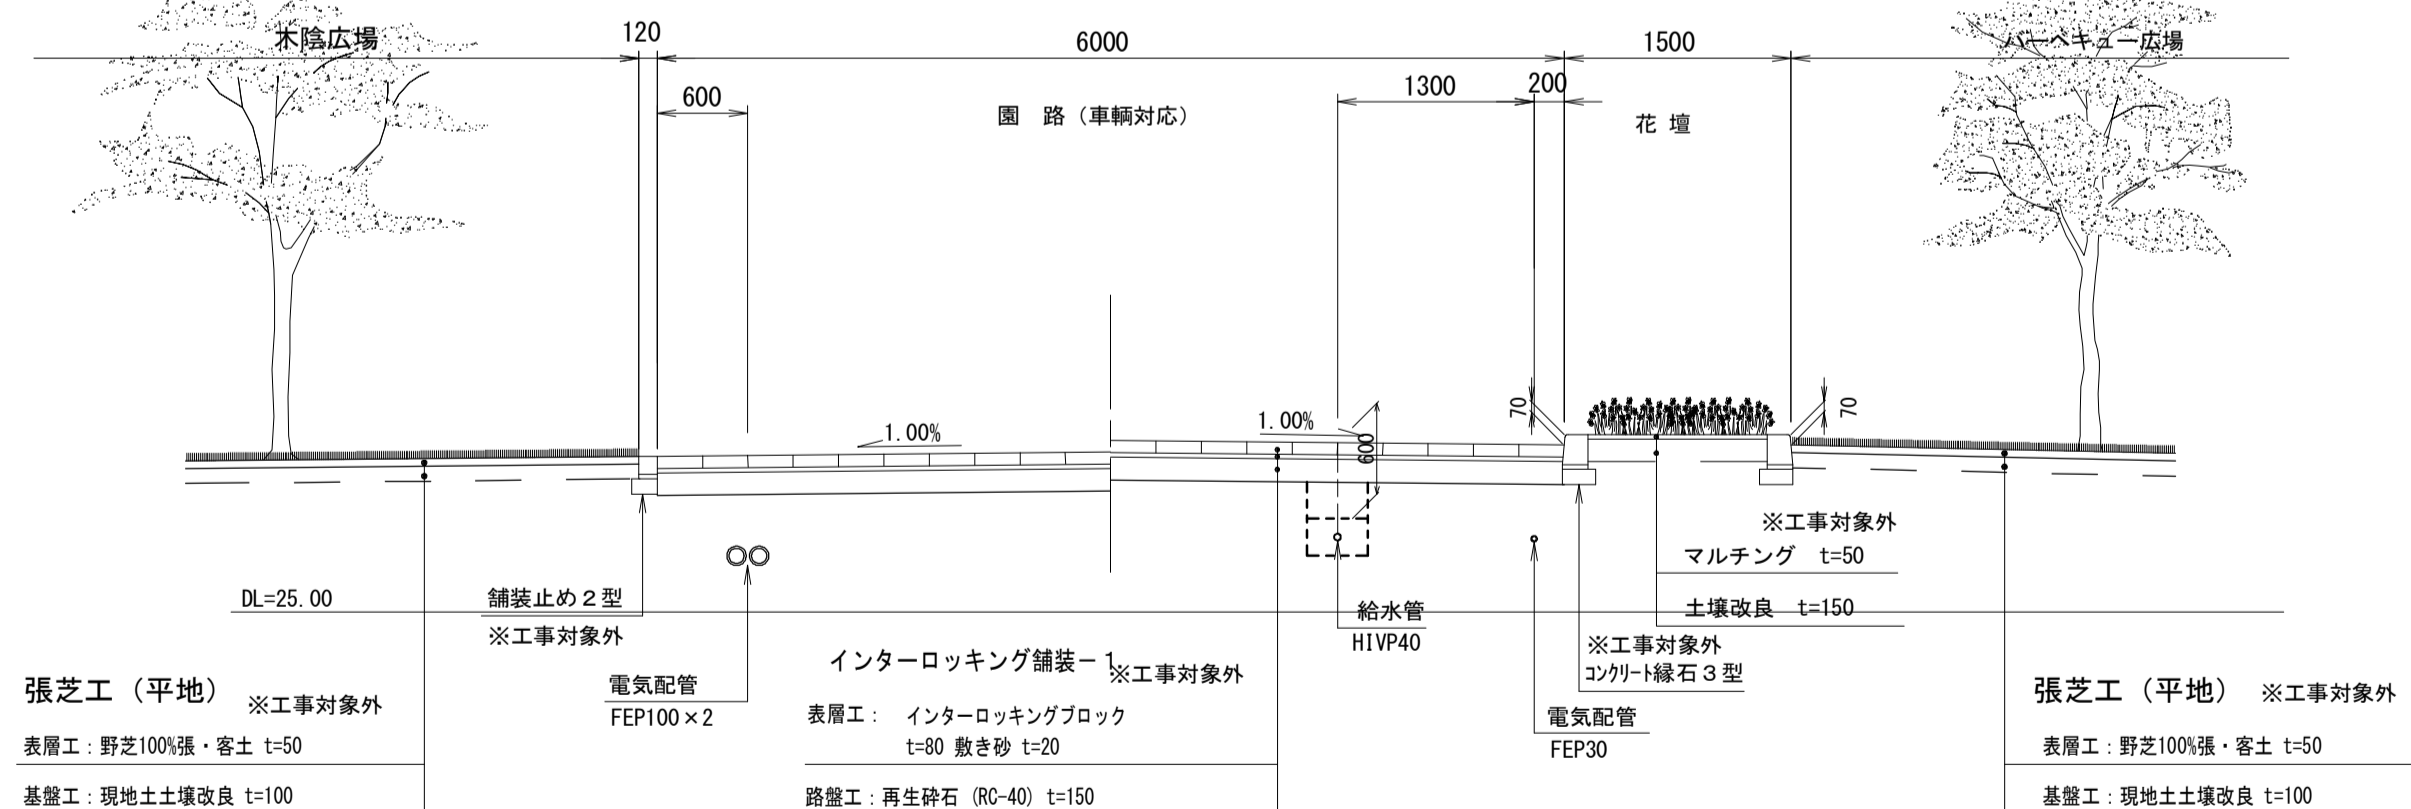 木陰広場
120
6000
1500
バーベキュー広場
600
1300
200
園 路（車輌対応）
花 壇
70
70
1.00%
1.00%
600
※工事対象外
マルチング t=50
土壌改良 t=150
DL=25.00
舗装止め２型
※工事対象外
給水管
HIVP40
※工事対象外
コンクリート縁石３型
電気配管
FEP100×2
電気配管
FEP30
インターロッキング舗装－１
※工事対象外
表層工： インターロッキングブロック
t=80 敷き砂 t=20
路盤工：再生砕石 (RC-40) t=150
張芝工（平地） ※工事対象外
表層工：野芝100%張・客土 t=50
基盤工：現地土土壌改良 t=100
張芝工（平地） ※工事対象外
表層工：野芝100%張・客土 t=50
基盤工：現地土土壌改良 t=100